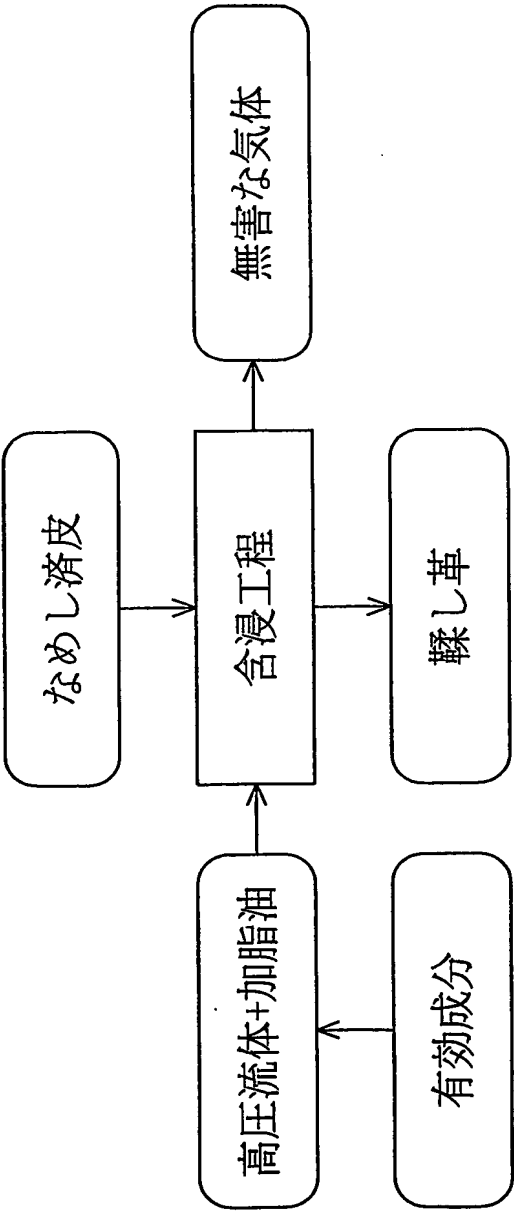 なめし済皮
高圧流体+加脂油
含浸工程
無害な気体
有効成分
鞣し革